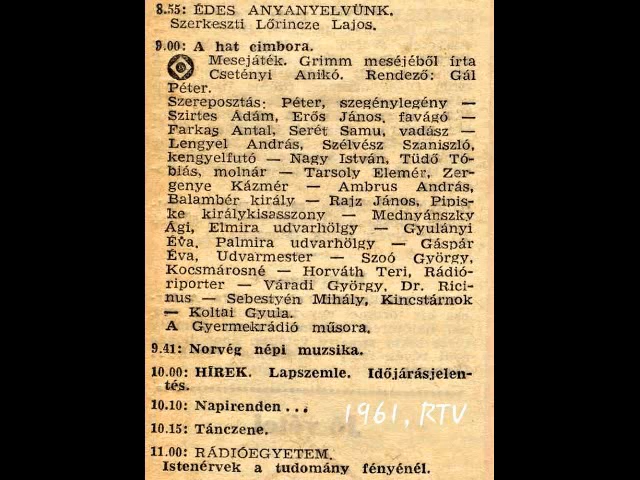 8.55: ÉDES ANYANYELVÜNK.
Szerkeszti Lőrincze Lajos.
9.00: A hat cimbora.
Mesejáték. Grimm meséjéből írta
Csetényi Anikó. Rendező: Gál
Péter.
Szereposztás: Péter, szegénylegény —
Szirtes Ádám, Erős János, favágó —
Farkas Antal, Serét Samu, vadász —
Lengyel András, Szélvész Szaniszló,
kengyelfutó — Nagy István, Tüdő Tó-
biás, molnár — Tarsoly Elemér, Zer-
genye Kázmér — Ambrus András,
Balambér király — Rajz János, Pipis-
ke királykisasszony — Mednyánszky
Ági, Elmira udvarhölgy — Gyulányi
Éva, Palmira udvarhölgy — Gáspár
Éva, Udvarmester — Szoó György,
Kocsmárosné — Horváth Teri, Rádió-
riporter — Váradi György, Dr. Rici-
nus — Sebestyén Mihály, Kincstárnok
— Koltai Gyula.
A Gyermekrádió műsora.
9.41: Norvég népi muzsika.
10.00: HÍREK. Lapszemle. Időjárásjelen-
tés.
10.10: Napirenden...
10.15: Tánczene.
1961, RTV
11.00: RÁDIÓEGYETEM.
Istenérvek a tudomány fényénél.